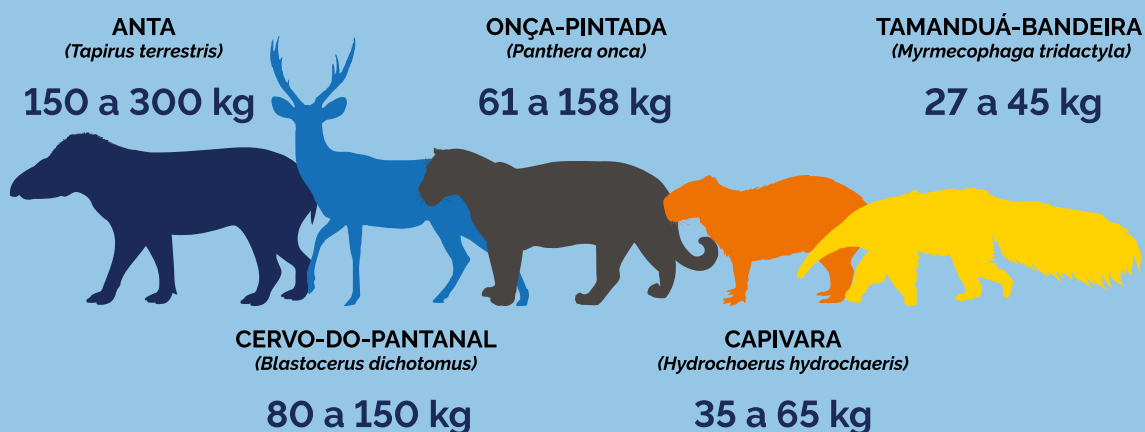 ANTA
(Tapirus terrestris)
150 a 300 kg
ONÇA-PINTADA
(Panthera onca)
61 a 158 kg
TAMANDUÁ-BANDEIRA
(Myrmecophaga tridactyla)
27 a 45 kg
CERVO-DO-PANTANAL
(Blastocerus dichotomus)
80 a 150 kg
CAPIVARA
(Hydrochoerus hydrochaeris)
35 a 65 kg